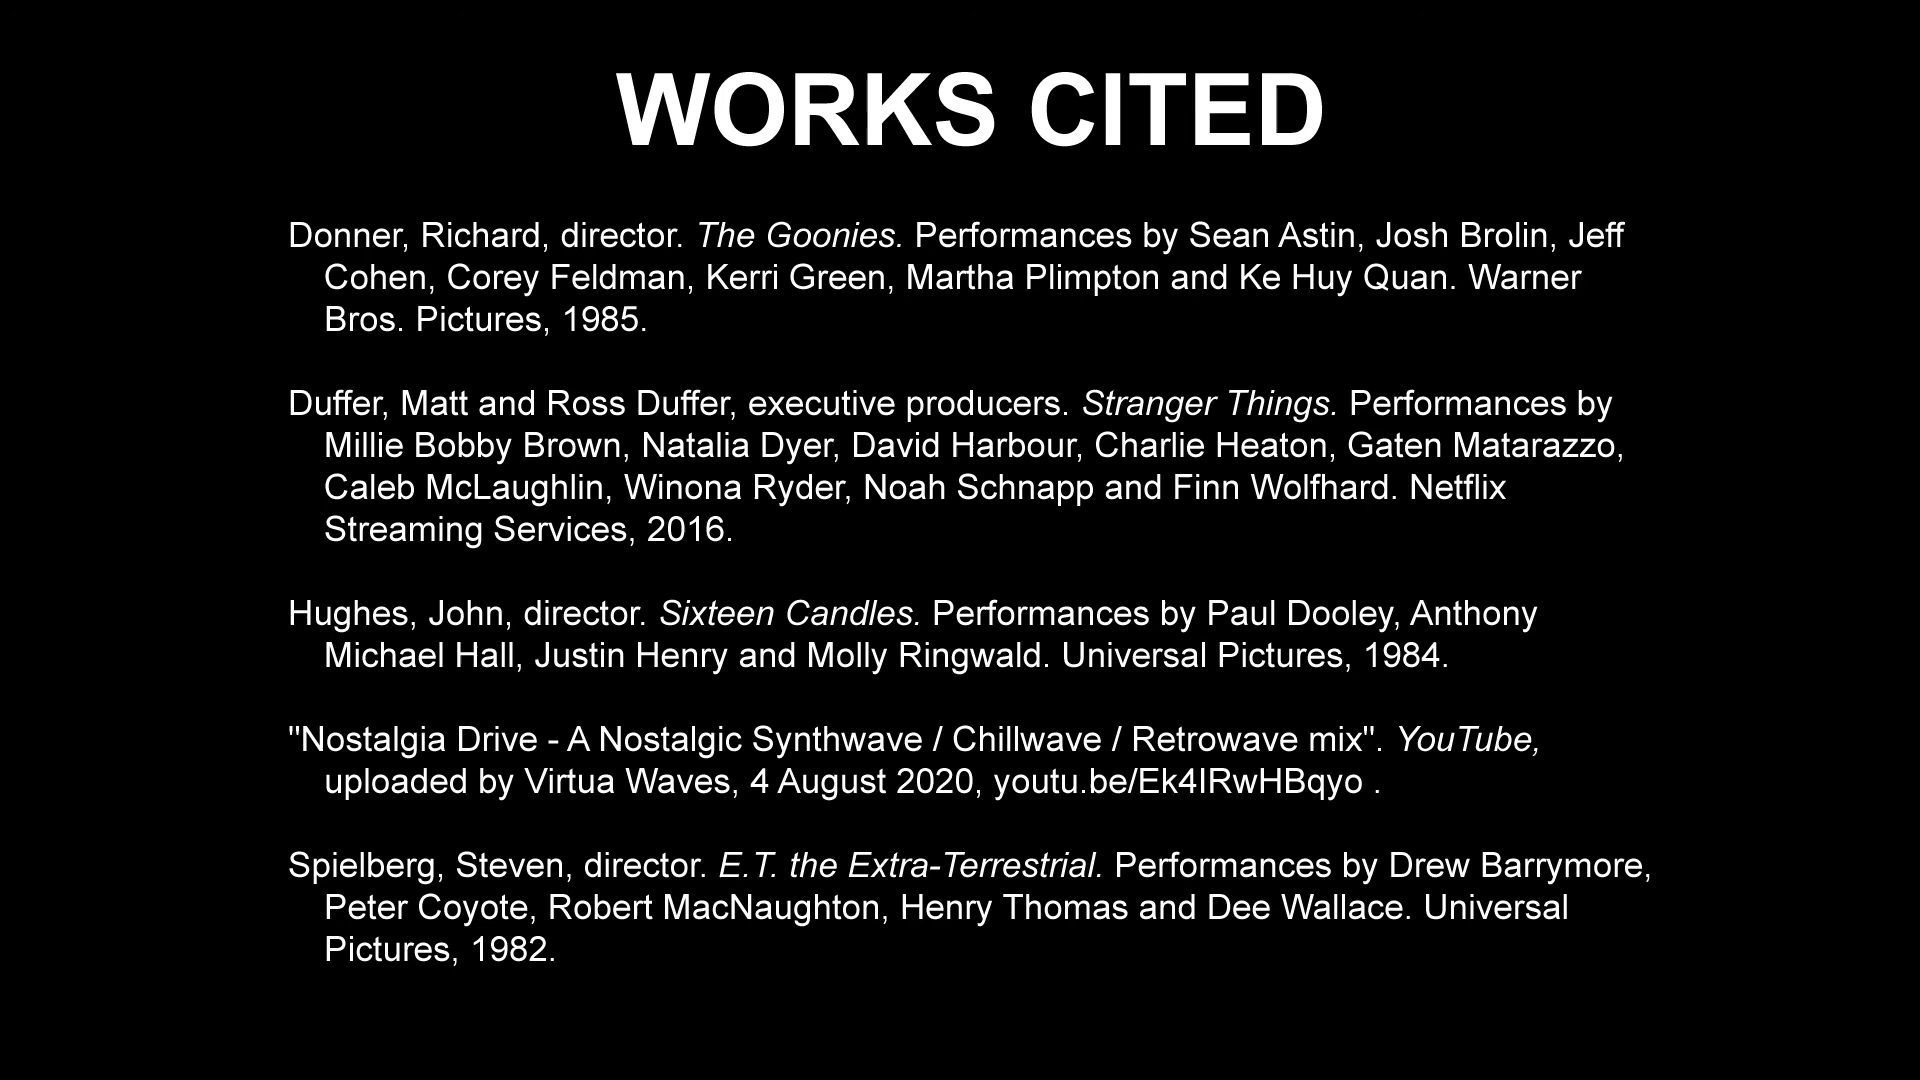 WORKS CITED
Donner, Richard, director. The Goonies. Performances by Sean Astin, Josh Brolin, Jeff
Cohen, Corey Feldman, Kerri Green, Martha Plimpton and Ke Huy Quan. Warner
Bros. Pictures, 1985.
Duffer, Matt and Ross Duffer, executive producers. Stranger Things. Performances by
Millie Bobby Brown, Natalia Dyer, David Harbour, Charlie Heaton, Gaten Matarazzo,
Caleb McLaughlin, Winona Ryder, Noah Schnapp and Finn Wolfhard. Netflix
Streaming Services, 2016.
Hughes, John, director. Sixteen Candles. Performances by Paul Dooley, Anthony
Michael Hall, Justin Henry and Molly Ringwald. Universal Pictures, 1984.
"Nostalgia Drive - A Nostalgic Synthwave / Chillwave / Retrowave mix". YouTube,
uploaded by Virtua Waves, 4 August 2020, youtu.be/Ek4IRwHBqyo .
Spielberg, Steven, director. E.T. the Extra-Terrestrial. Performances by Drew Barrymore,
Peter Coyote, Robert MacNaughton, Henry Thomas and Dee Wallace. Universal
Pictures, 1982.